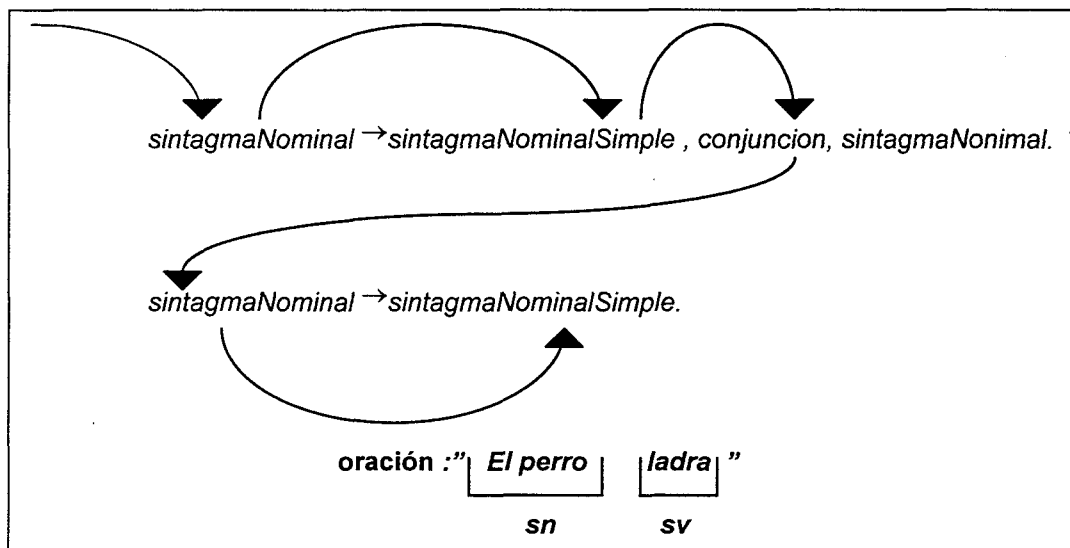 sintagmaNominal →sintagmaNominalSimple , conjuncion, sintagmaNonimal.
sintagmaNominal →sintagmaNominalSimple.
oración :" El perro ladra "
sn sv